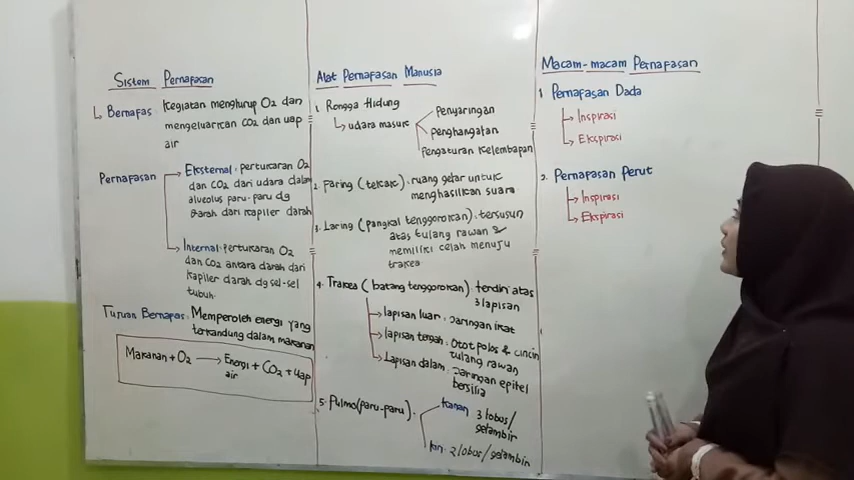 Sistem Pernapasan
Bernafas : Kegiatan menghirup O2 dan
mengeluarkan CO2 dan uap
air
Pernapasan
Eksternal : pertukaran O2
dan CO2 dari udara dalam
alveolus paru-paru dg
darah dari kapiler darah
Internal : pertukaran O2
dan CO2 antara darah dari
kapiler darah dg sel-sel
tubuh.
Tujuan Bernapas : Memperoleh energi yang
terkandung dalam makanan
Makanan + O2 → Energi + CO2 + uap
air
Alat Pernafasan Manusia
1. Rongga Hidung
udara masuk
Penyaringan
Penghangatan
Pengaturan Kelembapan
2. Faring (tekak) : ruang getar untuk
menghasilkan suara
3. Laring (pangkal tenggorokan) : tersusun
atas tulang rawan &
memiliki celah menuju
trakea
4. Trakea (batang tenggorokan) : terdiri atas
3 lapisan
lapisan luar : Jaringan ikat
lapisan tengah : Otot polos & cincin
tulang rawan
Lapisan dalam : Jaringan epitel
bersilia
5. Pulmo (paru-paru) :
kanan 3 lobus/
gelambir
kiri : 2 lobus/gelambir
Macam-macam Pernafasan
1 Pernafasan Dada
Inspirasi
Ekspirasi
2. Pernafasan Perut
Inspirasi
Ekspirasi